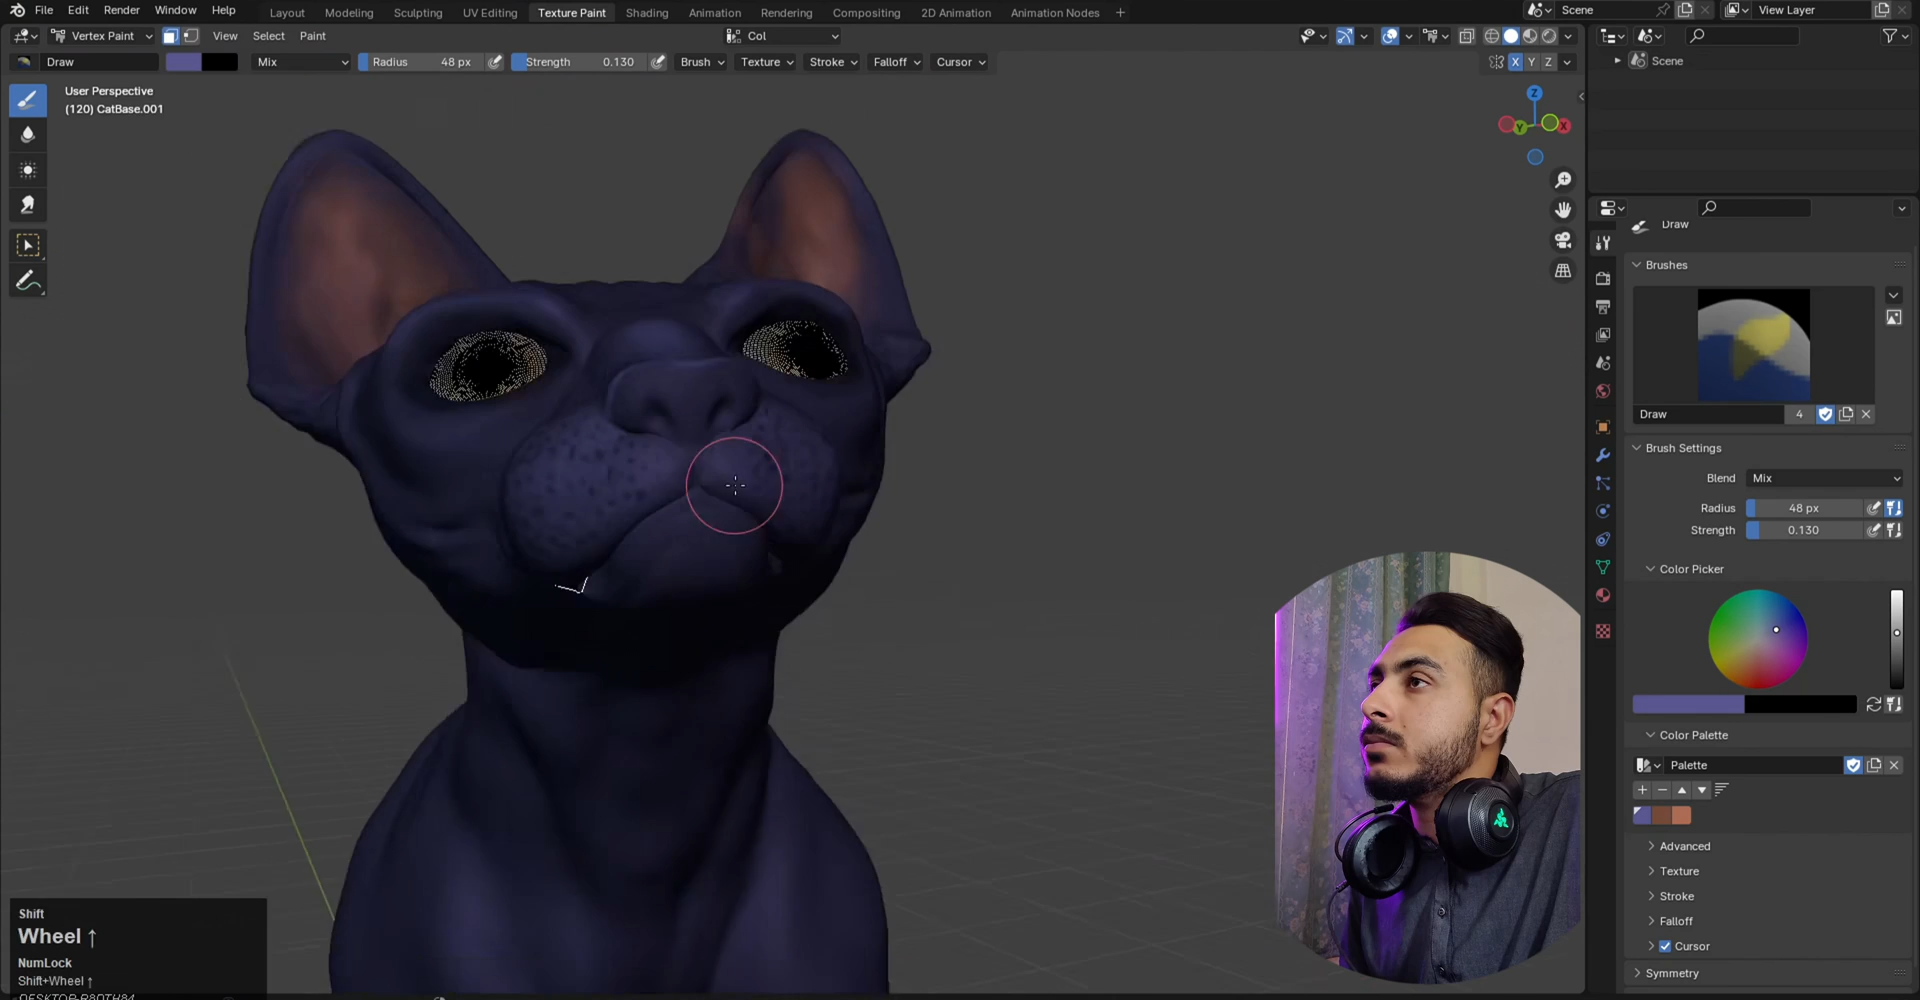 File Edit Render Window Help Layout Modeling Sculpting UV Editing Texture Paint Shading Animation Rendering Compositing 2D Animation Animation Nodes + Scene View Layer
Vertex Paint View Select Paint Col
Draw Mix Radius 48 px Strength 0.130 Brush Texture Stroke Falloff Cursor X Y Z
Scene
User Perspective
(120) CatBase.001
Z
Y X
Draw
Brushes
Draw 4
Brush Settings
Blend Mix
Radius 48 px
Strength 0.130
Color Picker
Color Palette
Palette
Advanced
Texture
Stroke
Falloff
Cursor
Symmetry
Shift
Wheel ↑
NumLock
Shift+Wheel ↑